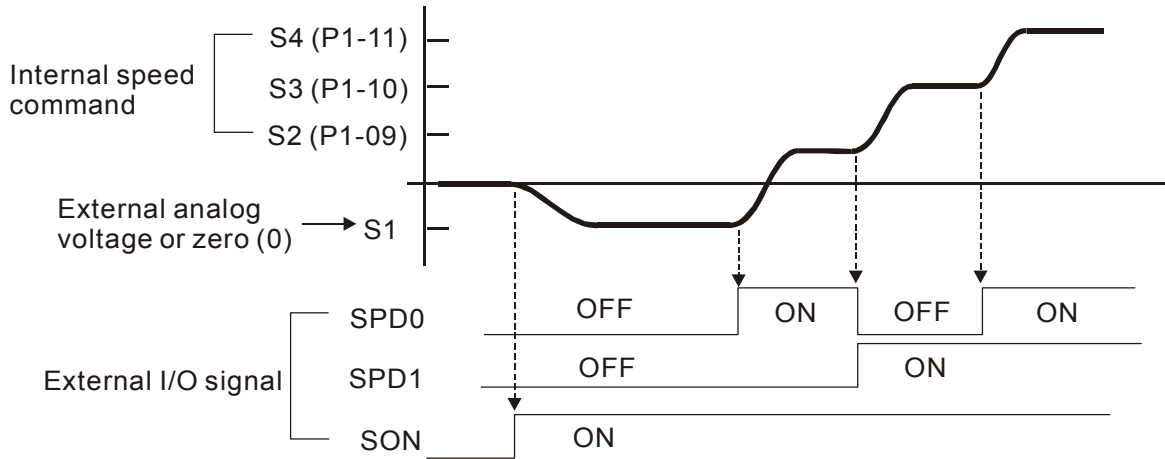 S4 (P1-11)
Internal speed
command
S3 (P1-10)
S2 (P1-09)
External analog
voltage or zero (0)
S1
SPD0
OFF
ON
OFF
ON
External I/O signal
SPD1
OFF
ON
SON
ON